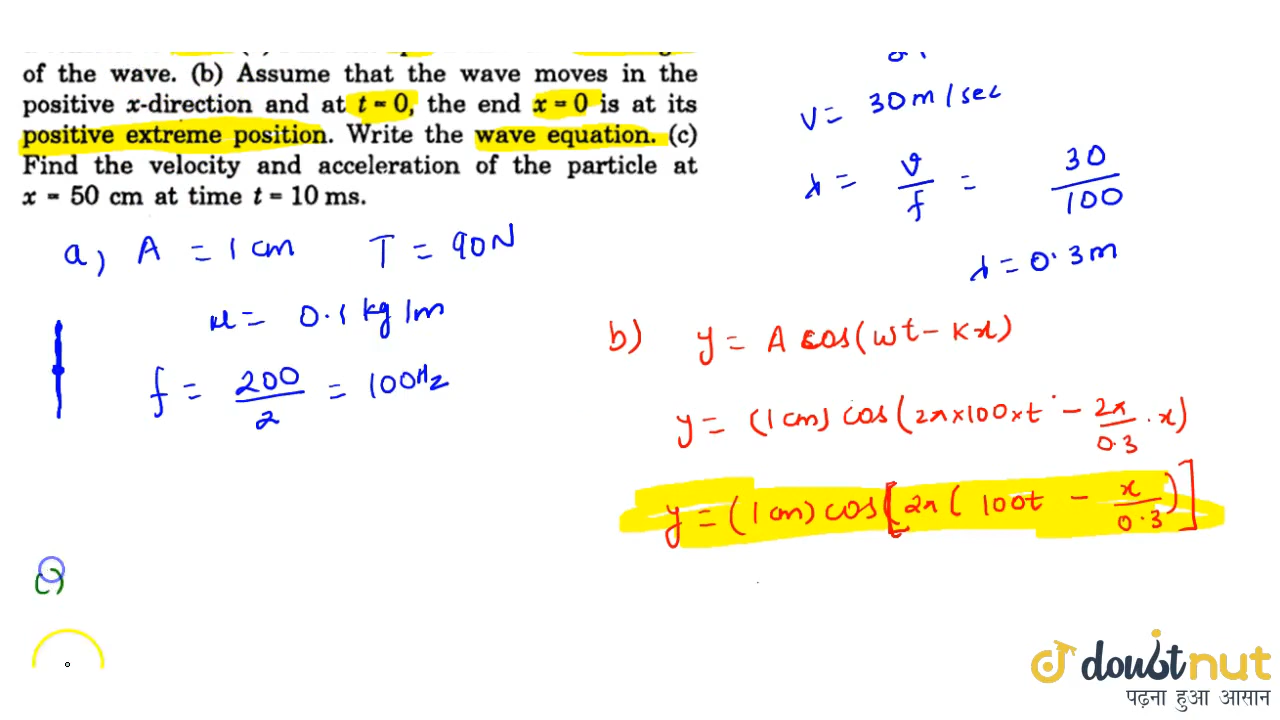 of the wave. (b) Assume that the wave moves in the
positive x-direction and at t = 0, the end x = 0 is at its
positive extreme position. Write the wave equation. (c)
Find the velocity and acceleration of the particle at
x = 50 cm at time t = 10 ms.
a) A = 1 cm T = 90N
μ = 0.1 kg/m
f = 200/2 = 100Hz
c)
v = 30 m/sec
λ = v/f = 30/100
λ = 0.3m
b) y = A cos(ωt - Kx)
y = (1 cm) cos(2π×100×t - 2π/0.3 · x)
y = (1 cm) cos[2π(100t - x/0.3)]
doubtnut
पढ़ना हुआ आसान